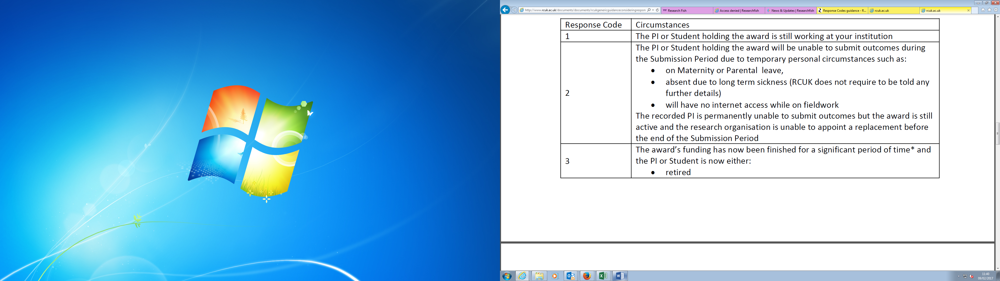 http://www.rcuk.ac.uk/documents/documents/rcukgenericguidanceconsideringrespon
Research Fish
Access denied | Researchfish
News & Updates | Researchfish
Response Codes guidance - R...
rcuk.ac.uk
rcuk.ac.uk
Response Code Circumstances
1 The PI or Student holding the award is still working at your institution
The PI or Student holding the award will be unable to submit outcomes during
the Submission Period due to temporary personal circumstances such as:
• on Maternity or Parental leave,
• absent due to long term sickness (RCUK does not require to be told any
further details)
2
• will have no internet access while on fieldwork
The recorded PI is permanently unable to submit outcomes but the award is still
active and the research organisation is unable to appoint a replacement before
the end of the Submission Period
The award’s funding has now been finished for a significant period of time* and
3 the PI or Student is now either:
• retired
11:40
09/02/2017